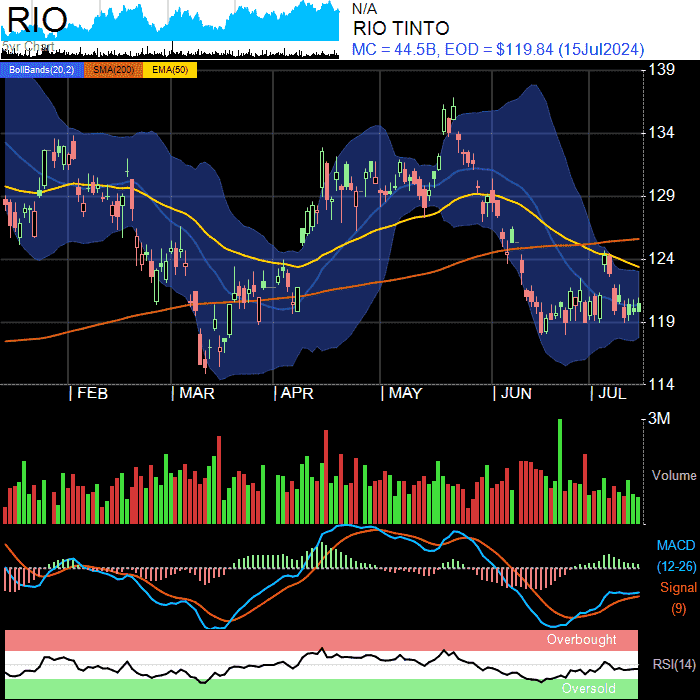 RIO
N/A
RIO TINTO
5yr Chart
MC = 44.5B, EOD = $119.84 (15Jul2024)
BollBands(20,2) SMA(200) EMA(50)
139
134
129
124
119
114
| FEB | MAR | APR | MAY | JUN | JUL
3M
Volume
MACD
(12-26)
Signal
(9)
Overbought
RSI(14)
Oversold